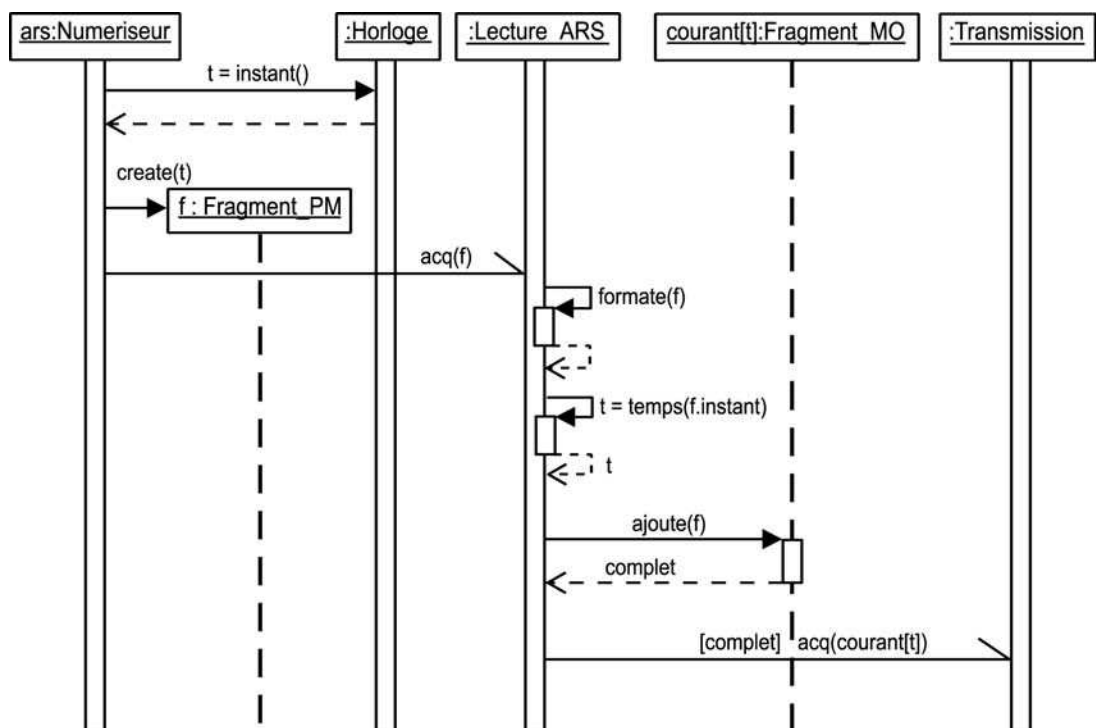 ars:Numeriseur
:Horloge
:Lecture_ARS
courant[t]:Fragment_MO
:Transmission
t = instant()
create(t)
f : Fragment_PM
acq(f)
formate(f)
t = temps(f.instant)
t
ajoute(f)
complet
[complet] acq(courant[t])